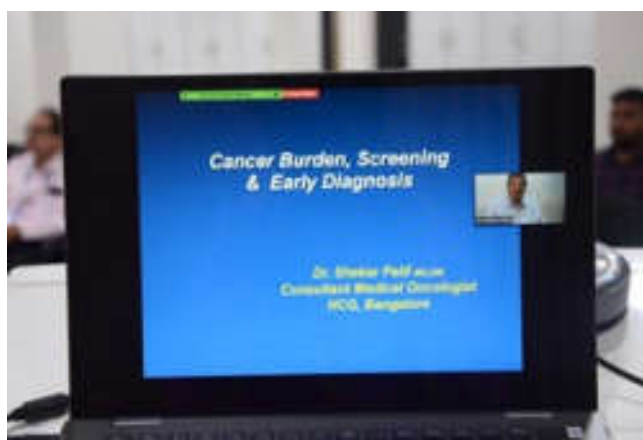 Cancer Burden, Screening
& Early Diagnosis
Dr. Shekar Patil
Consultant Medical Oncologist
HCG, Bangalore